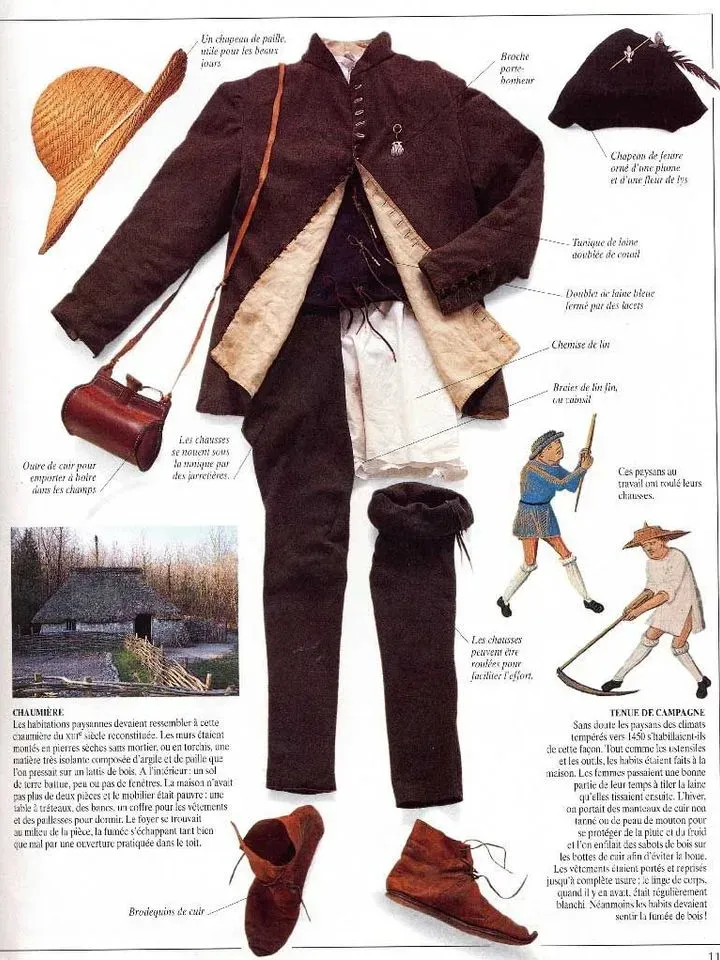 Un chapeau de paille,
utile pour les beaux
jours
Broche
porte-
bonheur
Chapeau de feutre
orné d'une plume
et d'une fleur de lys
Tunique de laine
doublée de coutil
Doublet de laine bleue
fermé par des lacets
Chemise de lin
Braies de lin fin,
ou cainsil
Les chausses
se nouent sous
la tunique par
des jarretières.
Outre de cuir pour
emporter à boire
dans les champs
Ces paysans au
travail ont roulé leurs
chausses.
Les chausses
peuvent être
roulées pour
faciliter l'effort.
CHAUMIÈRE
Les habitations paysannes devaient ressembler à cette
chaumière du XIIIe siècle reconstituée. Les murs étaient
montés en pierres sèches sans mortier, ou en torchis, une
matière très isolante composée d'argile et de paille que
l'on pressait sur un lattis de bois. A l'intérieur : un sol
de terre battue, peu ou pas de fenêtres. La maison n'avait
pas plus de deux pièces et le mobilier était pauvre : une
table à tréteaux, des bancs, un coffre pour les vêtements
et des paillasses pour dormir. Le foyer se trouvait
au milieu de la pièce, la fumée s'échappant tant bien
que mal par une ouverture pratiquée dans le toit.
TENUE DE CAMPAGNE
Sans doute les paysans des climats
tempérés vers 1450 s'habillaient-ils
de cette façon. Tout comme les ustensiles
et les outils, les habits étaient faits à la
maison. Les femmes passaient une bonne
partie de leur temps à filer la laine
qu'elles tissaient ensuite. L'hiver,
on portait des manteaux de cuir non
tanné ou de peau de mouton pour
se protéger de la pluie et du froid
et l'on enfilait des sabots de bois sur
les bottes de cuir afin d'éviter la boue.
Les vêtements étaient portés et reprisés
jusqu'à complète usure ; le linge de corps,
quand il y en avait, était régulièrement
blanchi. Néanmoins les habits devaient
sentir la fumée de bois !
Brodequins de cuir
11